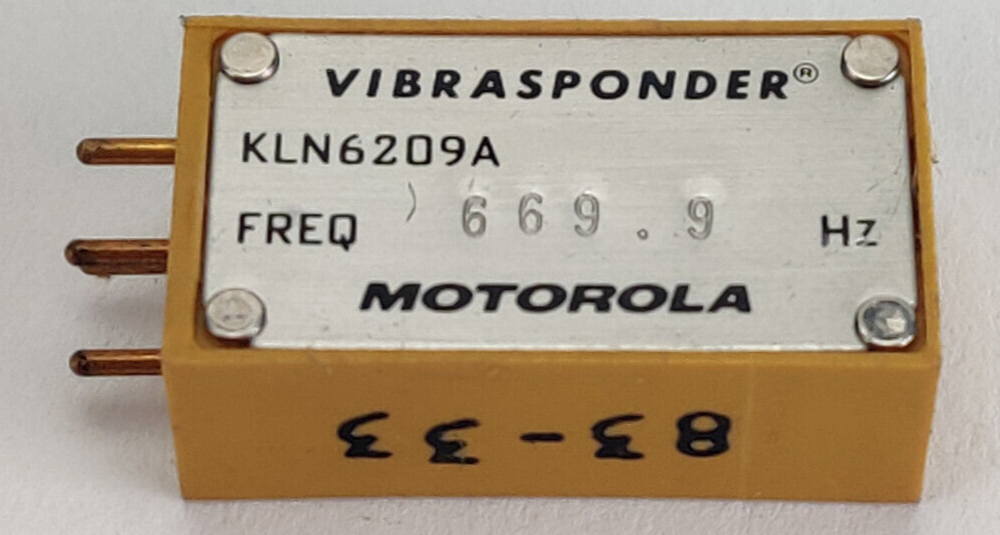 VIBRASPONDER®
KLN6209A
FREQ 669.9 Hz
MOTOROLA
83-33